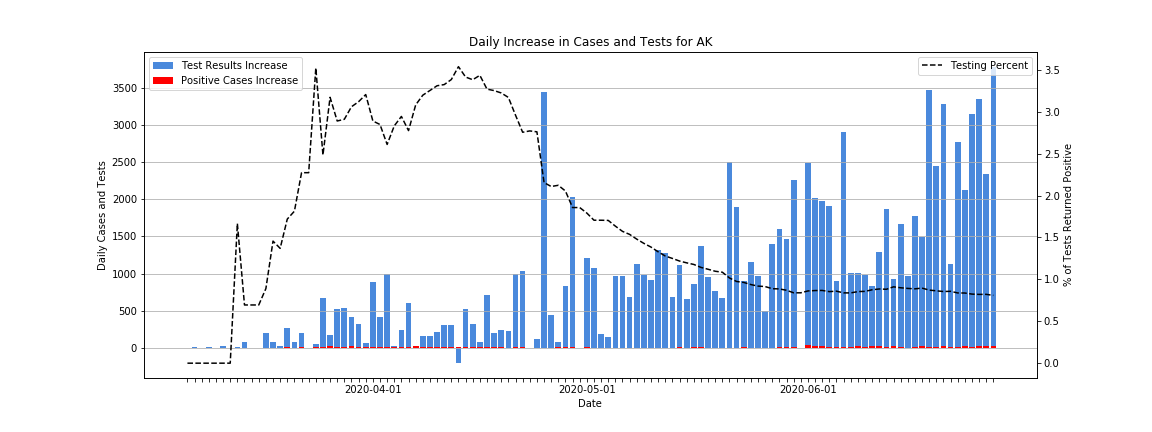 Daily Increase in Cases and Tests for AK
Test Results Increase
Positive Cases Increase
Testing Percent
3500
3000
2500
2000
1500
1000
500
0
Daily Cases and Tests
3.5
3.0
2.5
2.0
1.5
1.0
0.5
0.0
% of Tests Returned Positive
2020-04-01
2020-05-01
2020-06-01
Date